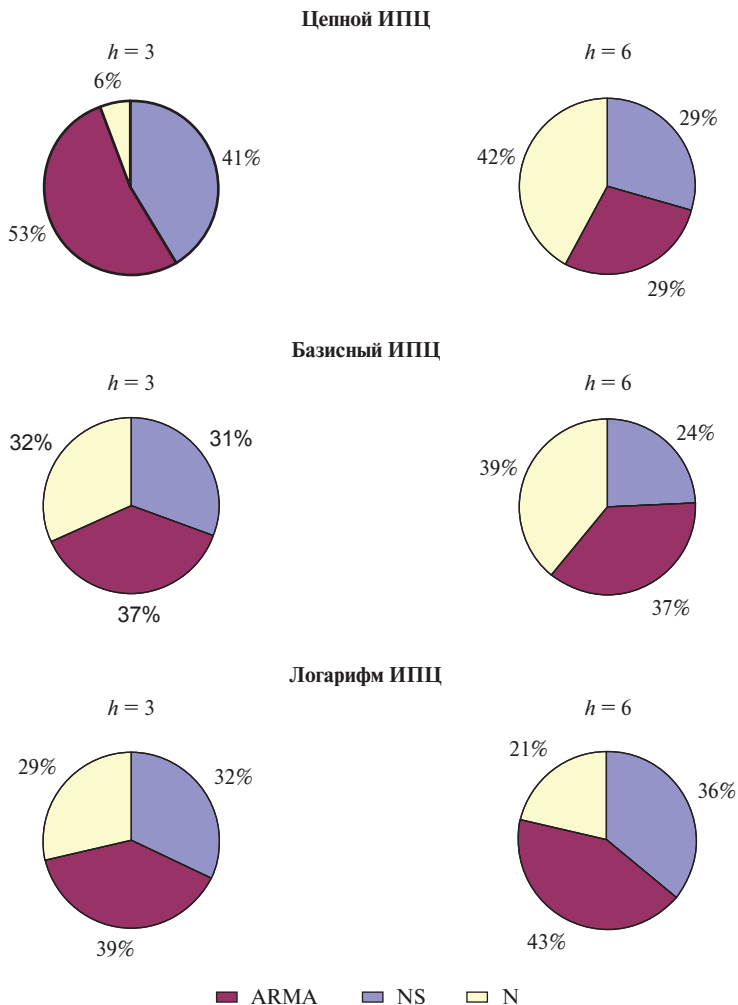 Цепной ИПЦ
h = 3
h = 6
6%
41%
53%
29%
42%
29%
Базисный ИПЦ
h = 3
h = 6
32%
31%
37%
24%
39%
37%
Логарифм ИПЦ
h = 3
h = 6
29%
32%
39%
21%
36%
43%
ARMA NS N